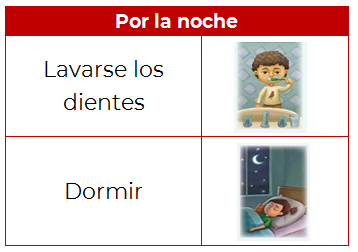 Por la noche
Lavarse los
dientes
Dormir